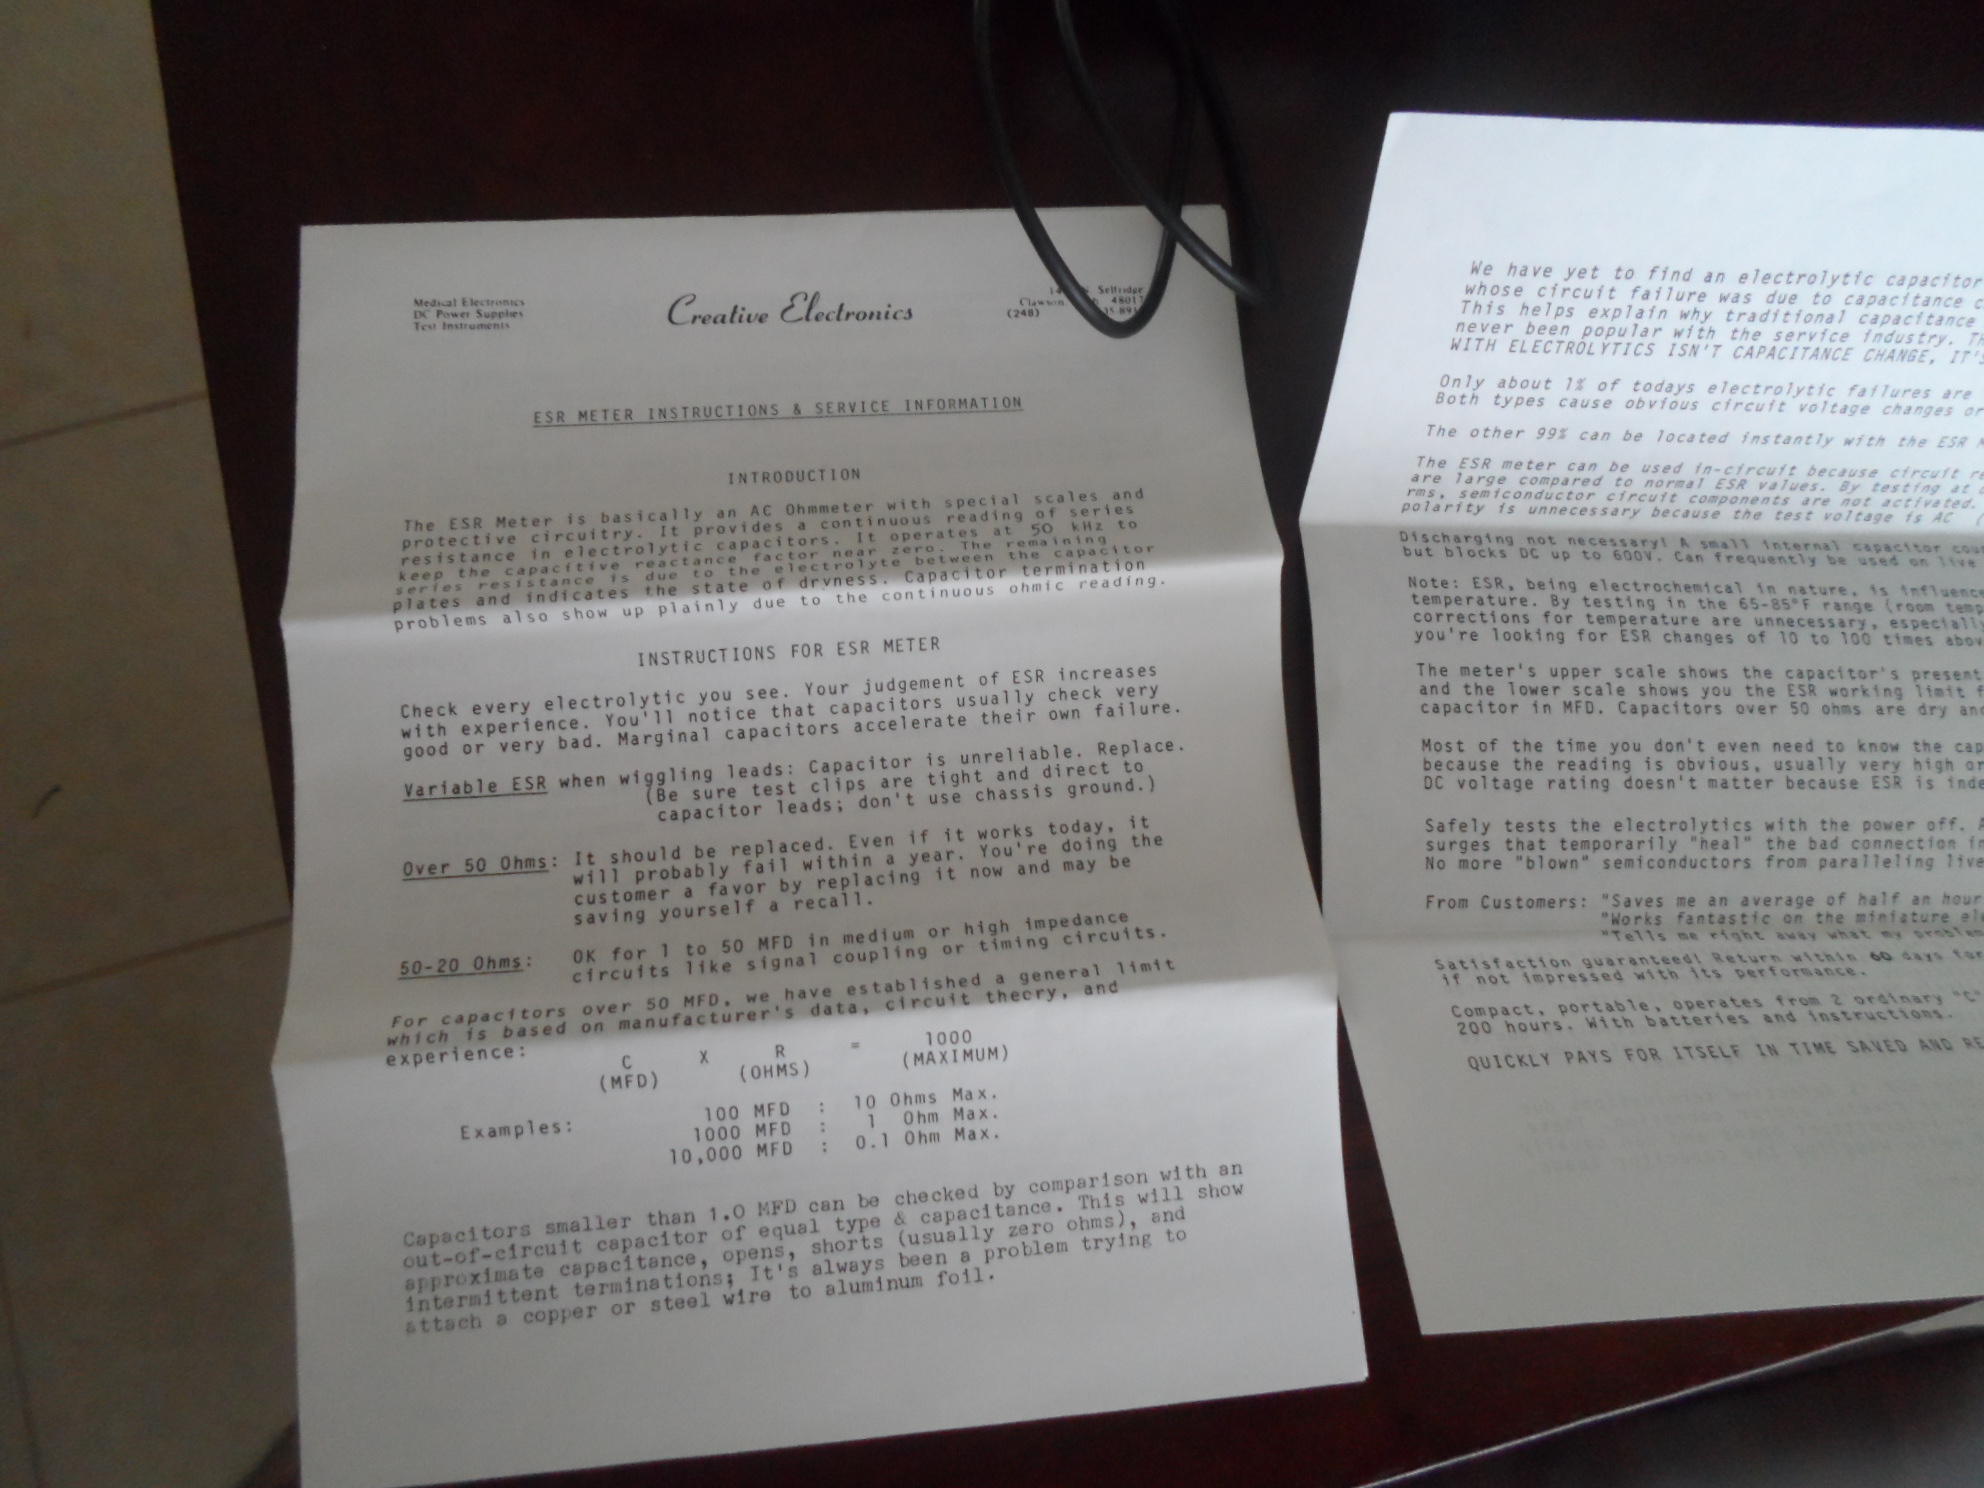 Medical Electronics
DC Power Supplies
Test Instruments
Creative Electronics
Selfridge
Clawson, 48017
(248)
ESR METER INSTRUCTIONS & SERVICE INFORMATION
INTRODUCTION
The ESR Meter is basically an AC Ohmmeter with special scales and
protective circuitry. It provides a continuous reading of series
resistance in electrolytic capacitors. It operates at 50 kHz to
keep the capacitive reactance factor near zero. The remaining
series resistance is due to the electrolyte between the capacitor
plates and indicates the state of dryness. Capacitor termination
problems also show up plainly due to the continuous ohmic reading.
INSTRUCTIONS FOR ESR METER
Check every electrolytic you see. Your judgement of ESR increases
with experience. You'll notice that capacitors usually check very
good or very bad. Marginal capacitors accelerate their own failure.
Variable ESR when wiggling leads: Capacitor is unreliable. Replace.
(Be sure test clips are tight and direct to
capacitor leads; don't use chassis ground.)
Over 50 Ohms: It should be replaced. Even if it works today, it
will probably fail within a year. You're doing the
customer a favor by replacing it now and may be
saving yourself a recall.
50-20 Ohms: OK for 1 to 50 MFD in medium or high impedance
circuits like signal coupling or timing circuits.
For capacitors over 50 MFD, we have established a general limit
which is based on manufacturer's data, circuit theory, and
experience:
C X R = 1000
(MFD) (OHMS) (MAXIMUM)
Examples: 100 MFD : 10 Ohms Max.
1000 MFD : 1 Ohm Max.
10,000 MFD : 0.1 Ohm Max.
Capacitors smaller than 1.0 MFD can be checked by comparison with an
out-of-circuit capacitor of equal type & capacitance. This will show
approximate capacitance, opens, shorts (usually zero ohms), and
intermittent terminations; It's always been a problem trying to
attach a copper or steel wire to aluminum foil.
We have yet to find an electrolytic capacitor
whose circuit failure was due to capacitance
This helps explain why traditional capacitance
never been popular with the service industry.
WITH ELECTROLYTICS ISN'T CAPACITANCE CHANGE, IT'S
Only about 1% of todays electrolytic failures are
Both types cause obvious circuit voltage changes or
The other 99% can be located instantly with the ESR
The ESR meter can be used in-circuit because circuit
are large compared to normal ESR values. By testing at
rms, semiconductor circuit components are not activated.
polarity is unnecessary because the test voltage is AC
Discharging not necessary! A small internal capacitor
but blocks DC up to 600V. Can frequently be used on live
Note: ESR, being electrochemical in nature, is
temperature. By testing in the 65-85°F range (room
corrections for temperature are unnecessary,
you're looking for ESR changes of 10 to 100 times
The meter's upper scale shows the capacitor's present
and the lower scale shows you the ESR working limit
capacitor in MFD. Capacitors over 50 ohms are dry
Most of the time you don't even need to know the
because the reading is obvious, usually very high or
DC voltage rating doesn't matter because ESR is
Safely tests the electrolytics with the power off.
surges that temporarily "heal" the bad connection
No more "blown" semiconductors from paralleling
From Customers: "Saves me an average of half an hour
"Works fantastic on the miniature
"Tells me right away what my problem
Satisfaction guaranteed! Return within 60 days
if not impressed with its performance.
Compact, portable, operates from 2 ordinary "C"
200 hours. With batteries and instructions.
QUICKLY PAYS FOR ITSELF IN TIME SAVED AND